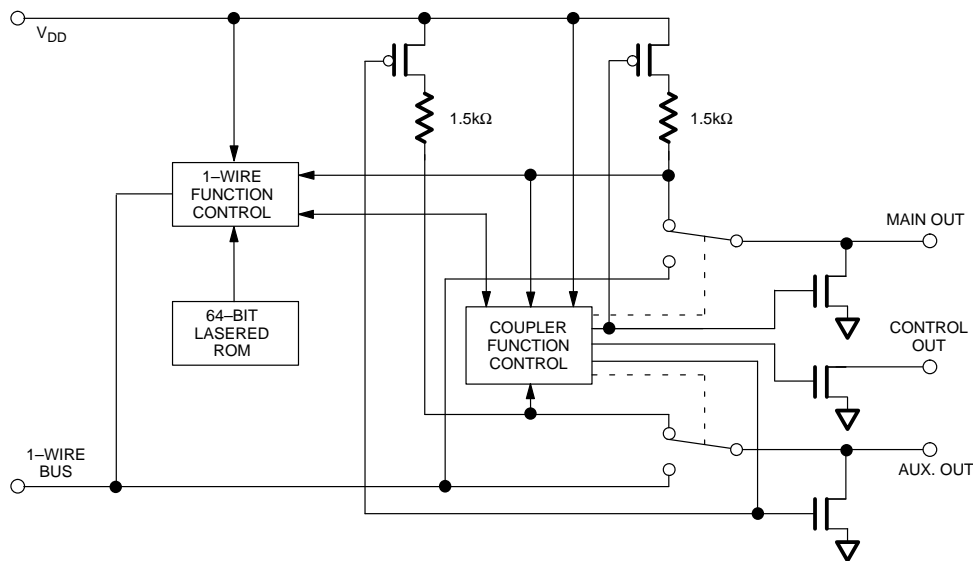 V_DD
1.5kΩ
1.5kΩ
1–WIRE
FUNCTION
CONTROL
MAIN OUT
64–BIT
LASERED
ROM
COUPLER
FUNCTION
CONTROL
CONTROL
OUT
1–WIRE
BUS
AUX. OUT